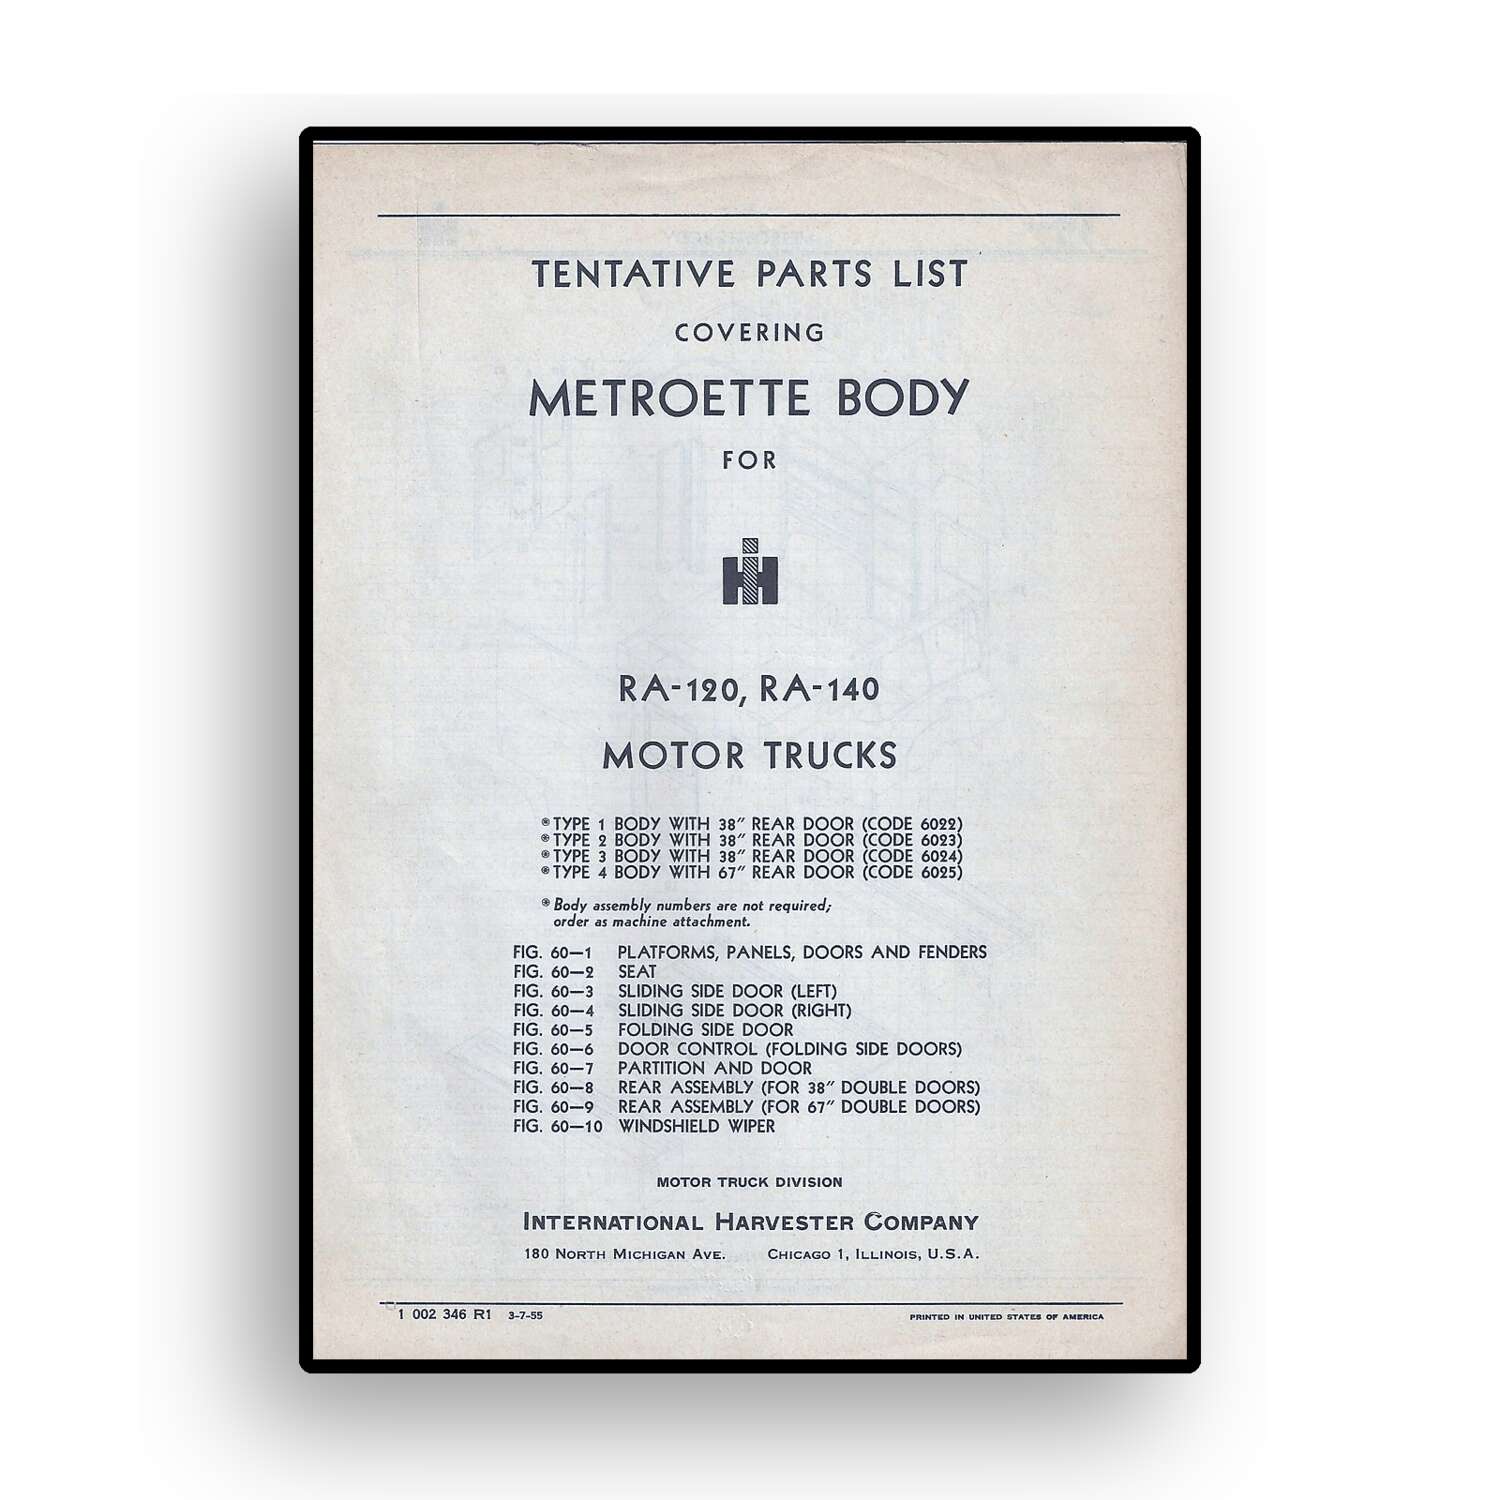 TENTATIVE PARTS LIST
COVERING
METROETTE BODY
FOR
IH
RA-120, RA-140
MOTOR TRUCKS
*TYPE 1 BODY WITH 38″ REAR DOOR (CODE 6022)
*TYPE 2 BODY WITH 38″ REAR DOOR (CODE 6023)
*TYPE 3 BODY WITH 38″ REAR DOOR (CODE 6024)
*TYPE 4 BODY WITH 67″ REAR DOOR (CODE 6025)
*Body assembly numbers are not required;
order as machine attachment.
FIG. 60—1 PLATFORMS, PANELS, DOORS AND FENDERS
FIG. 60—2 SEAT
FIG. 60—3 SLIDING SIDE DOOR (LEFT)
FIG. 60—4 SLIDING SIDE DOOR (RIGHT)
FIG. 60—5 FOLDING SIDE DOOR
FIG. 60—6 DOOR CONTROL (FOLDING SIDE DOORS)
FIG. 60—7 PARTITION AND DOOR
FIG. 60—8 REAR ASSEMBLY (FOR 38″ DOUBLE DOORS)
FIG. 60—9 REAR ASSEMBLY (FOR 67″ DOUBLE DOORS)
FIG. 60—10 WINDSHIELD WIPER
MOTOR TRUCK DIVISION
INTERNATIONAL HARVESTER COMPANY
180 NORTH MICHIGAN AVE. CHICAGO 1, ILLINOIS, U.S.A.
1 002 346 R1 3-7-55 PRINTED IN UNITED STATES OF AMERICA